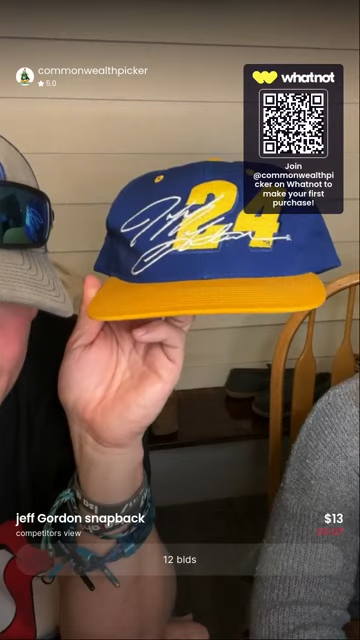 commonwealthpicker
5.0
whatnot
Join
@commonwealthpi
cker on Whatnot to
make your first
purchase!
24
jeff Gordon snapback
$13
competitors view
12 bids